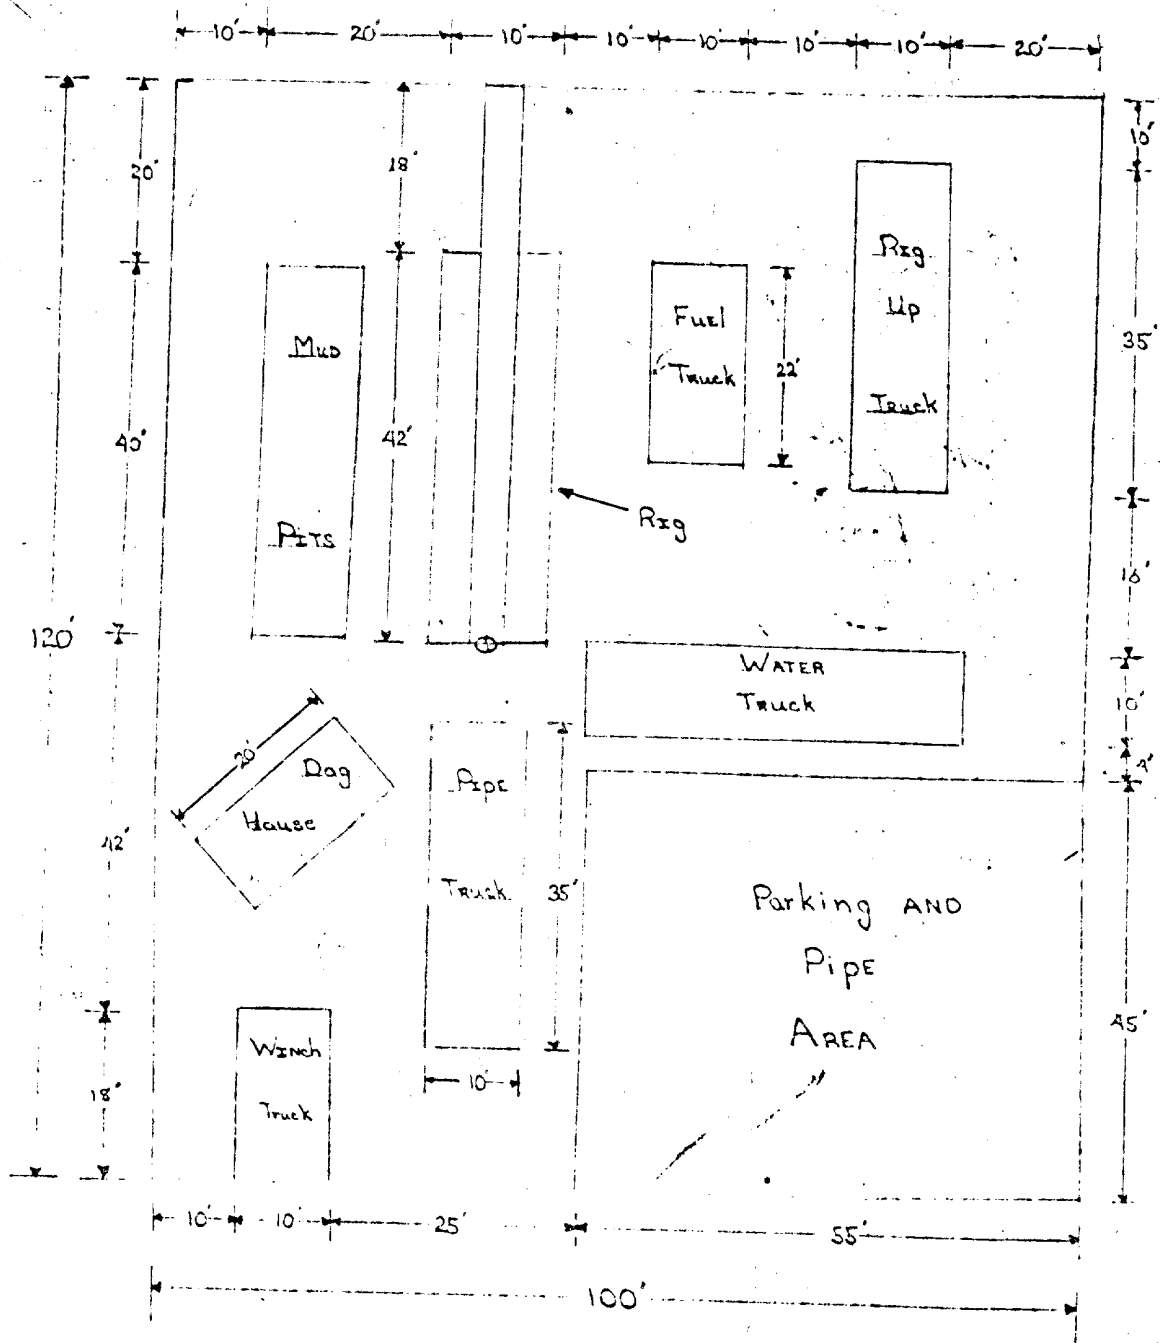 10' 20' 10' 10' 10' 10' 10' 20'
20'
18'
10'
Rig
Up
Truck
35'
Fuel
Truck
22'
Mud
Pits
40'
42'
Rig
16'
120'
Water
Truck
10'
4'
20'
Dog
House
42'
Pipe
Truck
35'
10'
Parking AND
Pipe
Area
45'
Winch
Truck
18'
10' 10' 25' 55'
100'